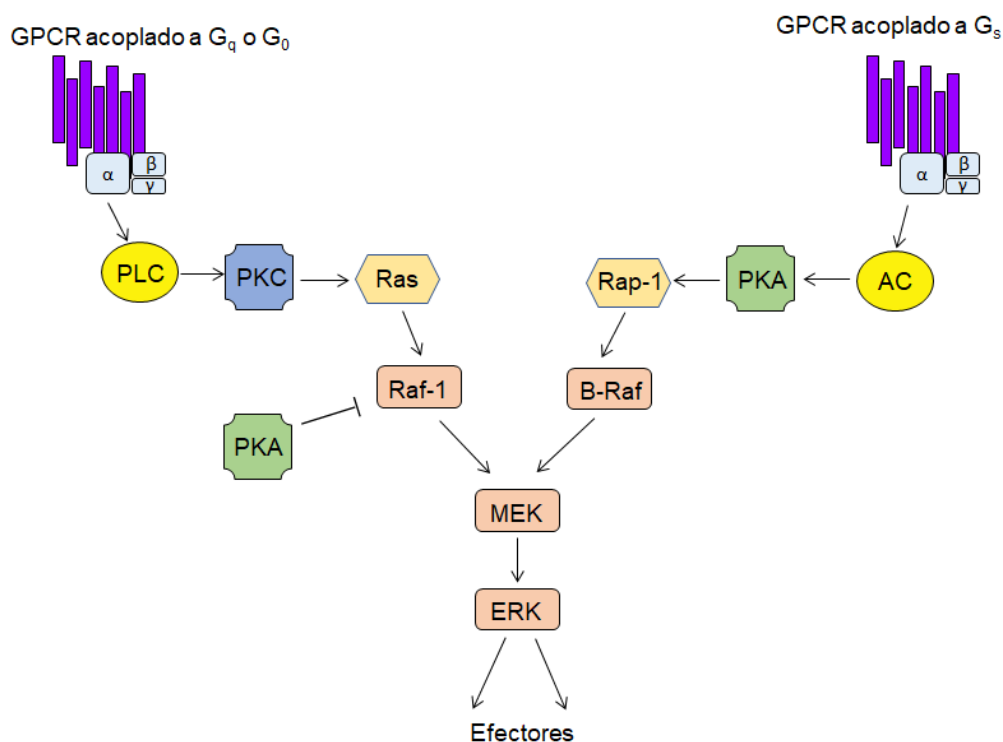 GPCR acoplado a Gq o G0
GPCR acoplado a Gs
α
β
γ
α
β
γ
PLC
PKC
Ras
Rap-1
PKA
AC
Raf-1
B-Raf
PKA
MEK
ERK
Efectores